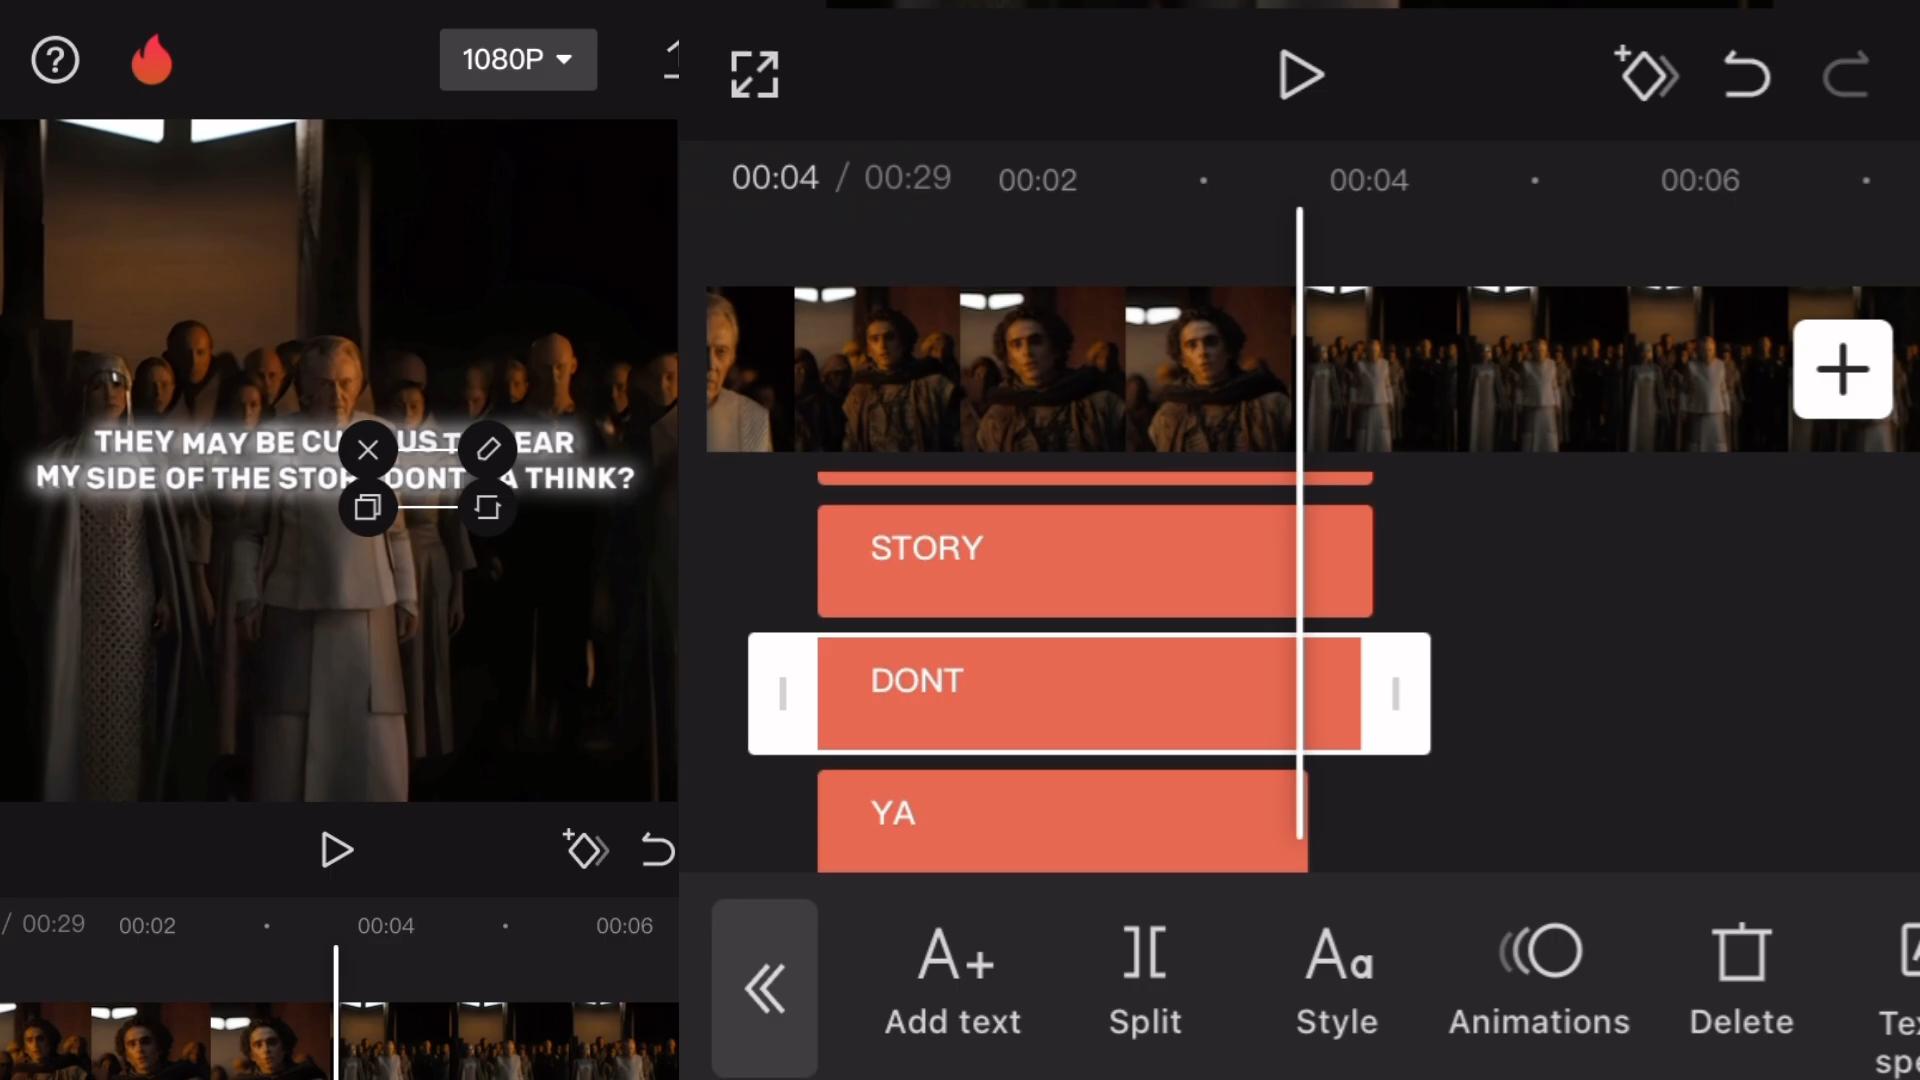 1080P
THEY MAY BE CU US T EAR
MY SIDE OF THE STOR DONT A THINK?
/ 00:29 00:02 00:04 00:06
00:04 / 00:29 00:02 00:04 00:06
STORY
DONT
YA
Add text
Split
Style
Animations
Delete